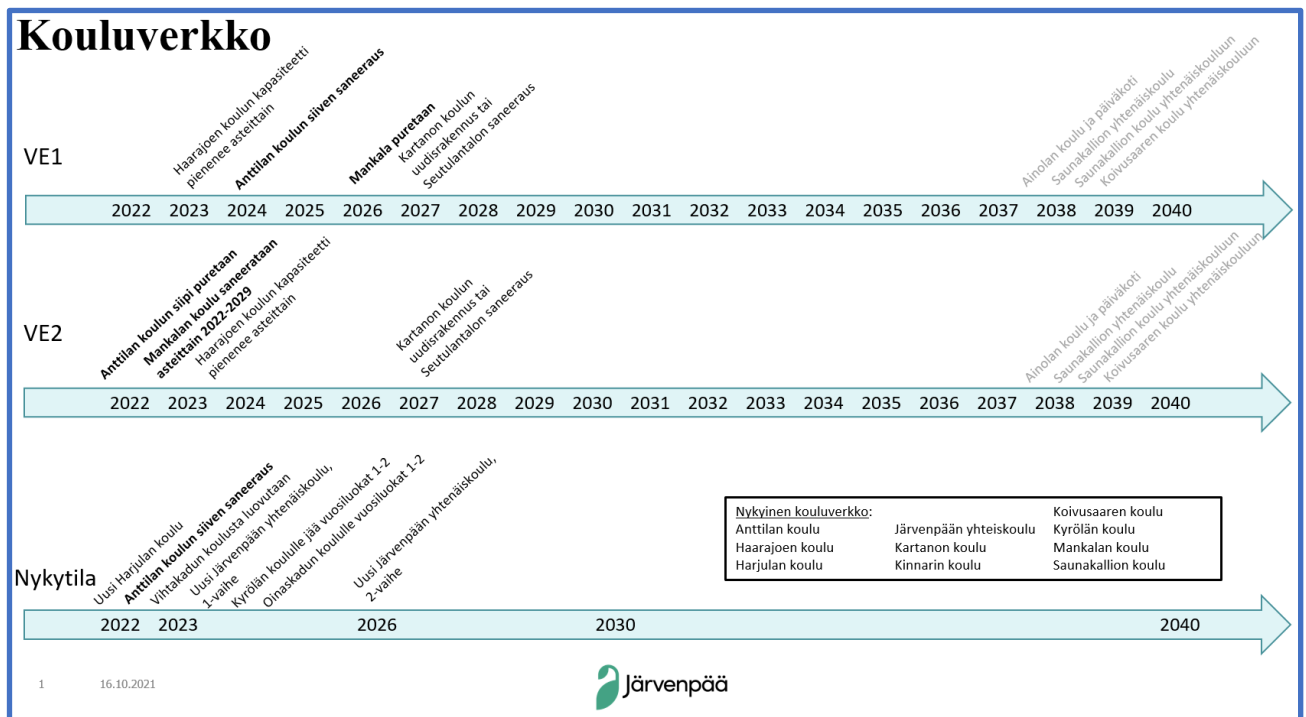 Kouluverkko
VE1
Haarajoen koulun kapasiteetti
pienenee asteittain
Anttilan koulun siiven saneeraus
Mankala puretaan
Kartanon koulun
uudisrakennus tai
Seutulantalon saneeraus
Ainolan koulu ja päiväkoti
Saunakallion yhtenäiskoulu
Saunakallion koulu yhtenäiskouluun
Koivusaaren koulu yhtenäiskouluun
2022 2023 2024 2025 2026 2027 2028 2029 2030 2031 2032 2033 2034 2035 2036 2037 2038 2039 2040
VE2
Anttilan koulun siipi puretaan
Mankalan koulu saneerataan
asteittain 2022-2029
Haarajoen koulun kapasiteetti
pienenee asteittain
Kartanon koulun
uudisrakennus tai
Seutulantalon saneeraus
Ainolan koulu ja päiväkoti
Saunakallion yhtenäiskoulu
Saunakallion koulu yhtenäiskouluun
Koivusaaren koulu yhtenäiskouluun
2022 2023 2024 2025 2026 2027 2028 2029 2030 2031 2032 2033 2034 2035 2036 2037 2038 2039 2040
Nykytila
Uusi Harjulan koulu
Anttilan koulun siiven saneeraus
Vihtakadun koulusta luovutaan
Uusi Järvenpään yhtenäiskoulu,
1-vaihe
Kyrölän koululle jää vuosiluokat 1-2
Oinaskadun koululle vuosiluokat 1-2
Uusi Järvenpään yhtenäiskoulu,
2-vaihe
Nykyinen kouluverkko: Koivusaaren koulu
Anttilan koulu Järvenpään yhteiskoulu Kyrölän koulu
Haarajoen koulu Kartanon koulu Mankalan koulu
Harjulan koulu Kinnarin koulu Saunakallion koulu
2022 2023 2026 2030 2040
1 16.10.2021
Järvenpää